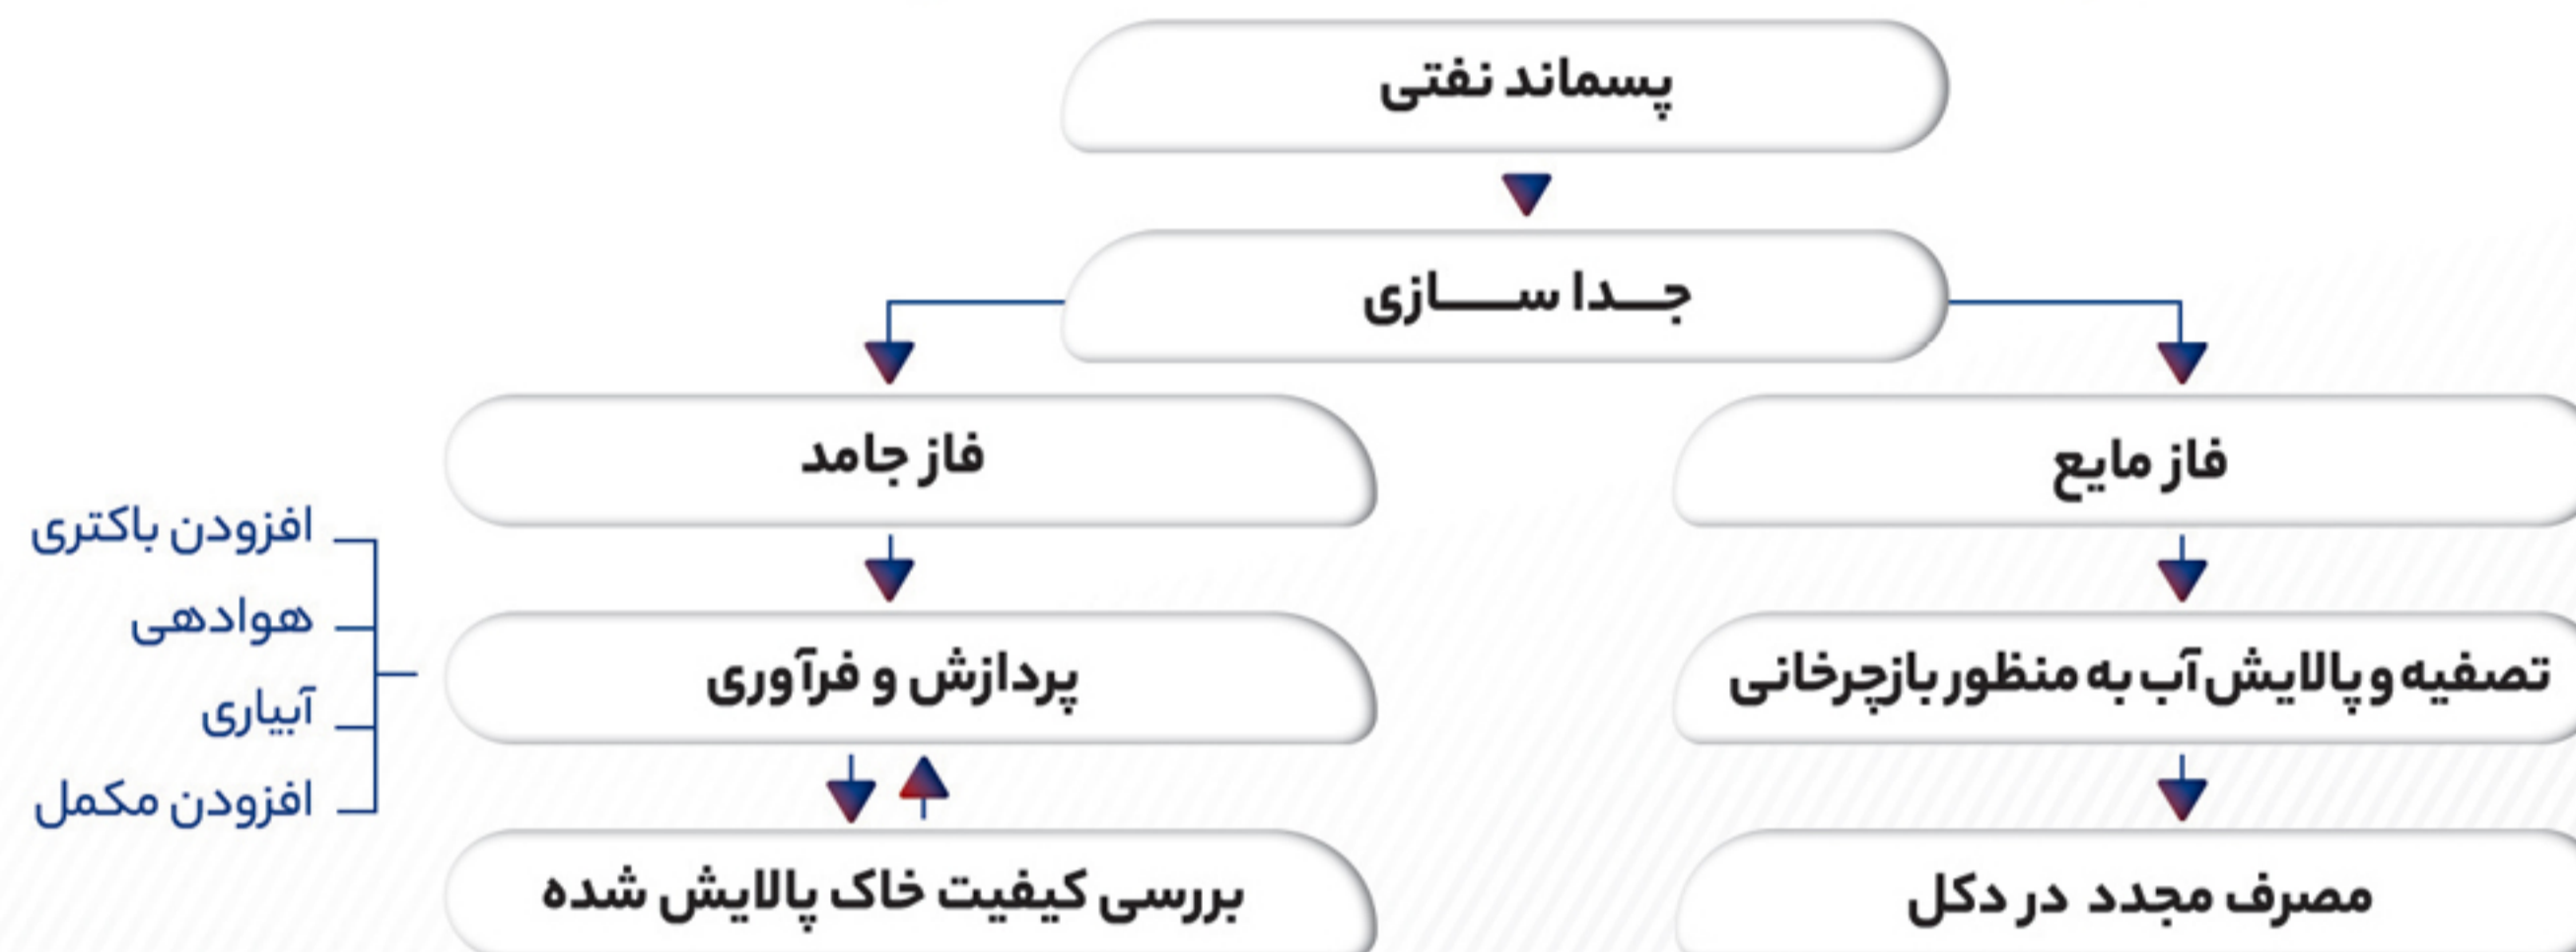 پسماند نفتی
جـــدا ســـــازی
فاز مایع
فاز جامد
تصفیه و پالایش آب به منظور بازچرخانی
پردازش و فرآوری
افزودن باکتری
هوادهی
آبیاری
افزودن مکمل
مصرف مجدد در دکل
بررسی کیفیت خاک پالایش شده